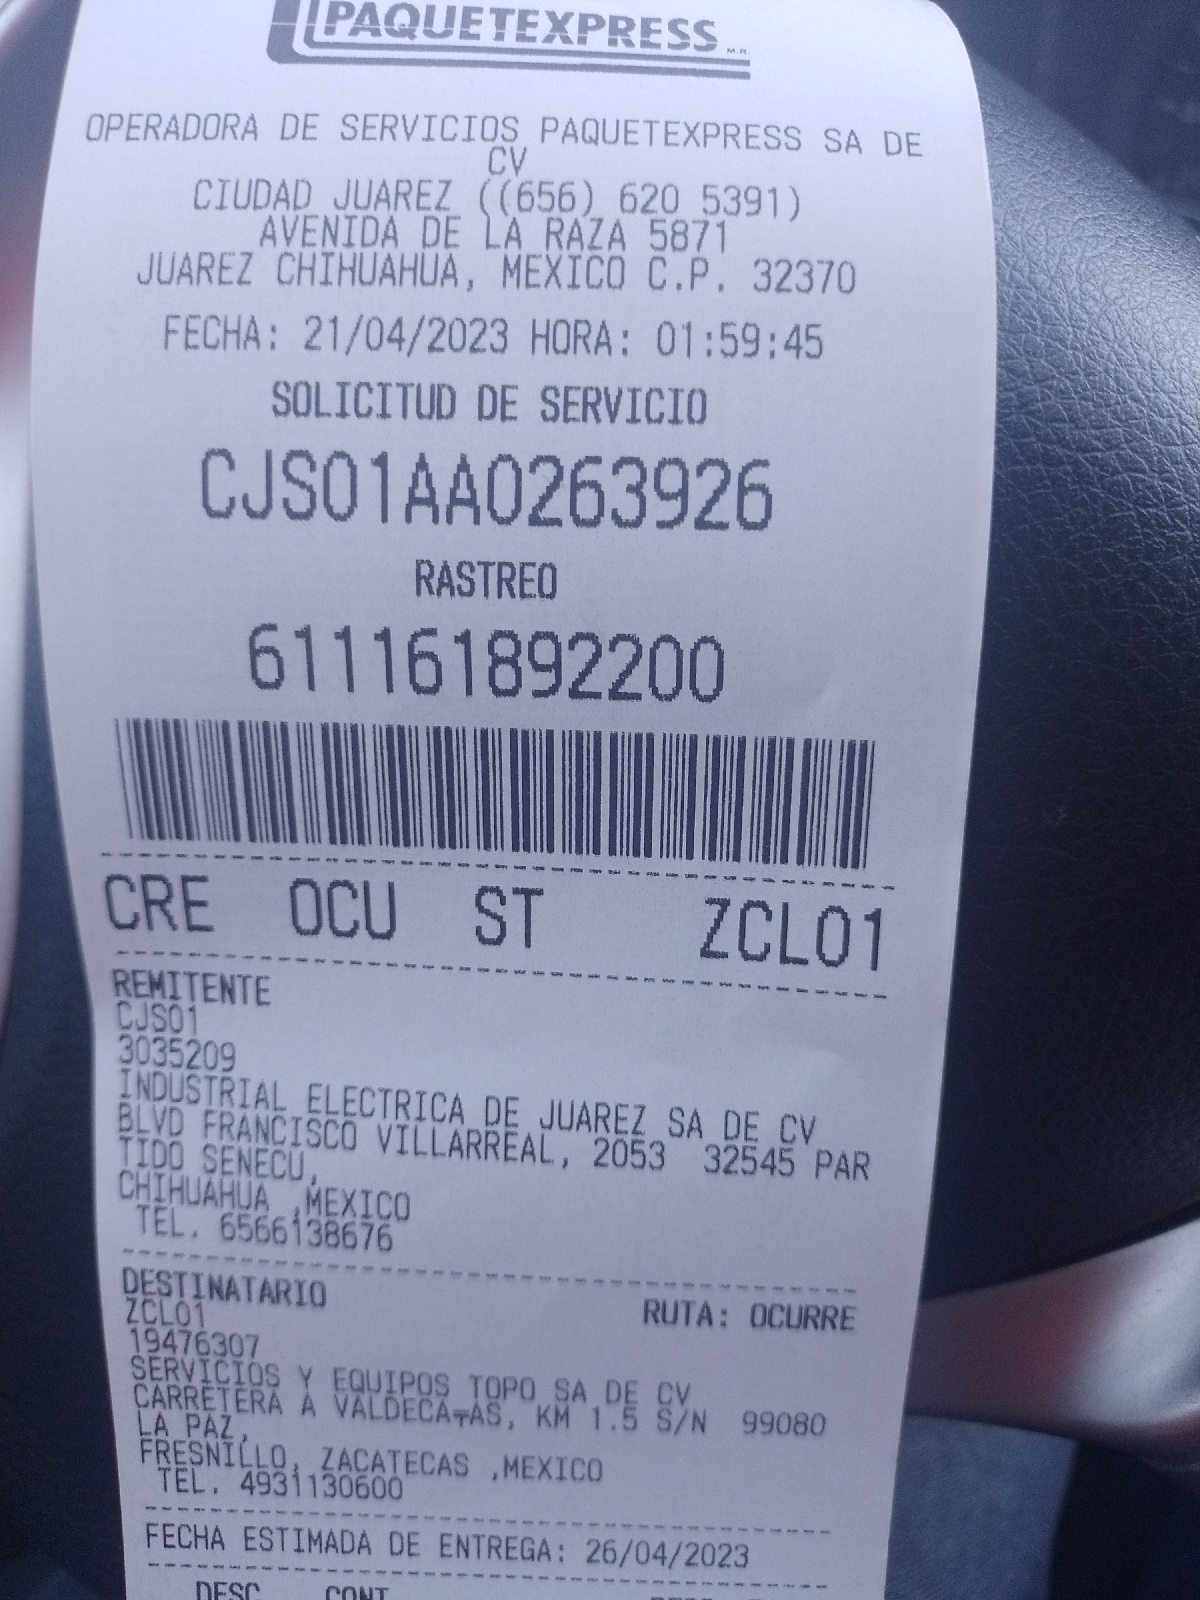 PAQUETEXPRESS M.R.
OPERADORA DE SERVICIOS PAQUETEXPRESS SA DE
CV
CIUDAD JUAREZ ((656) 620 5391)
AVENIDA DE LA RAZA 5871
JUAREZ CHIHUAHUA, MEXICO C.P. 32370
FECHA: 21/04/2023 HORA: 01:59:45
SOLICITUD DE SERVICIO
CJS01AA0263926
RASTREO
611161892200
CRE OCU ST ZCL01
REMITENTE
CJS01
3035209
INDUSTRIAL ELECTRICA DE JUAREZ SA DE CV
BLVD FRANCISCO VILLARREAL, 2053 32545 PAR
TIDO SENECU,
CHIHUAHUA ,MEXICO
TEL. 6566138676
DESTINATARIO RUTA: OCURRE
ZCL01
19476307
SERVICIOS Y EQUIPOS TOPO SA DE CV
CARRETERA A VALDECA╤AS, KM 1.5 S/N 99080
LA PAZ,
FRESNILLO, ZACATECAS ,MEXICO
TEL. 4931130600
FECHA ESTIMADA DE ENTREGA: 26/04/2023
DESC CONT